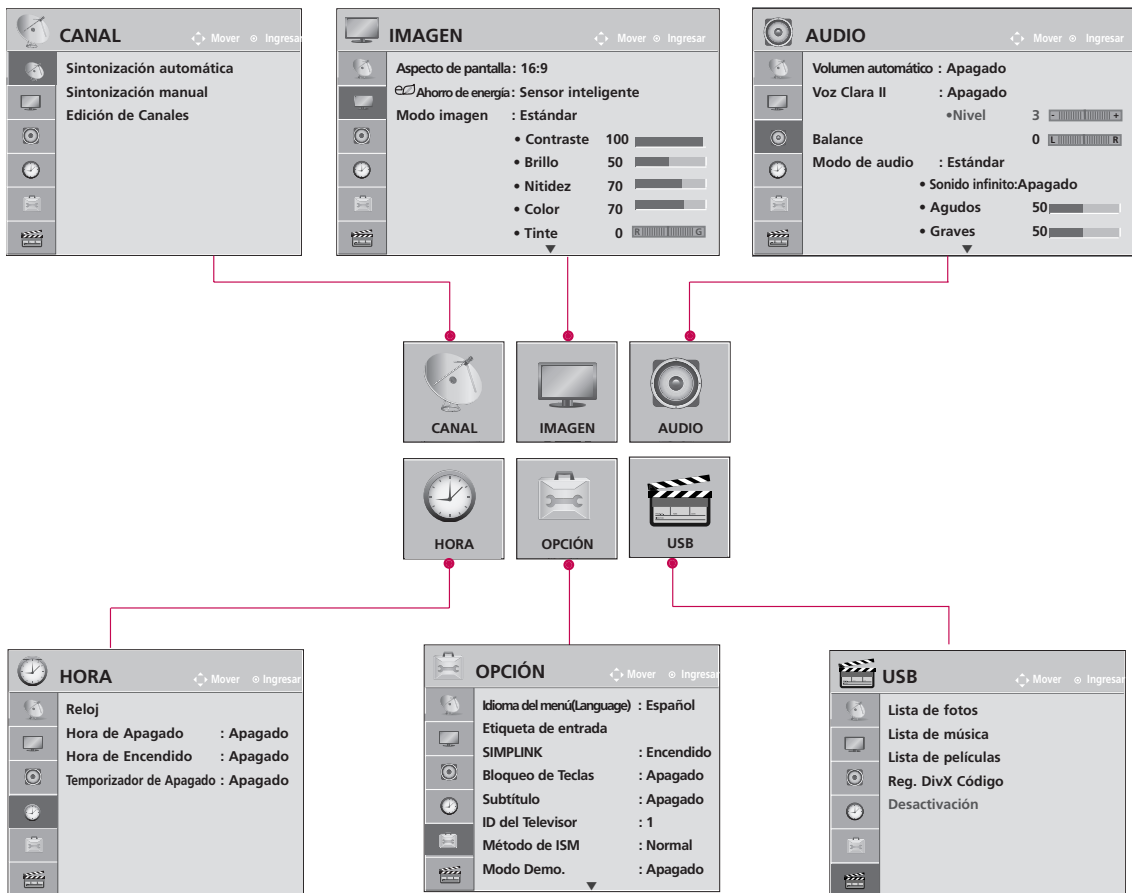 CANAL
Mover Ingresar
Sintonización automática
Sintonización manual
Edición de Canales
IMAGEN
Mover Ingresar
Aspecto de pantalla : 16:9
Ahorro de energía : Sensor inteligente
Modo imagen : Estándar
• Contraste 100
• Brillo 50
• Nitidez 70
• Color 70
• Tinte 0 R G
AUDIO
Mover Ingresar
Volumen automático : Apagado
Voz Clara II : Apagado
•Nivel 3 - +
Balance 0 L R
Modo de audio : Estándar
• Sonido infinito:Apagado
• Agudos 50
• Graves 50
CANAL
IMAGEN
AUDIO
HORA
OPCIÓN
USB
HORA
Mover Ingresar
Reloj
Hora de Apagado : Apagado
Hora de Encendido : Apagado
Temporizador de Apagado : Apagado
OPCIÓN
Mover Ingresar
Idioma del menú(Language) : Español
Etiqueta de entrada
SIMPLINK : Encendido
Bloqueo de Teclas : Apagado
Subtítulo : Apagado
ID del Televisor : 1
Método de ISM : Normal
Modo Demo. : Apagado
USB
Mover Ingresar
Lista de fotos
Lista de música
Lista de películas
Reg. DivX Código
Desactivación